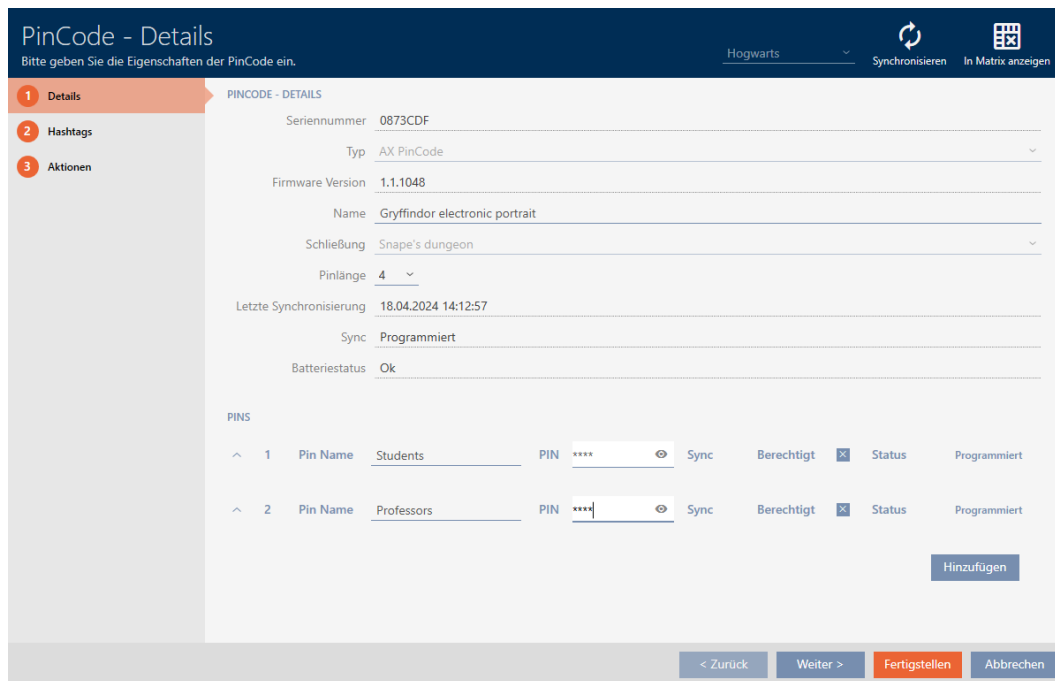 PinCode - Details
Bitte geben Sie die Eigenschaften der PinCode ein.
Hogwarts
Synchronisieren
In Matrix anzeigen
1 Details
2 Hashtags
3 Aktionen
PINCODE - DETAILS
Seriennummer 0873CDF
Typ AX PinCode
Firmware Version 1.1.1048
Name Gryffindor electronic portrait
Schließung Snape's dungeon
Pinlänge 4
Letzte Synchronisierung 18.04.2024 14:12:57
Sync Programmiert
Batteriestatus Ok
PINS
1 Pin Name Students PIN **** Sync Berechtigt Status Programmiert
2 Pin Name Professors PIN **** Sync Berechtigt Status Programmiert
Hinzufügen
< Zurück Weiter > Fertigstellen Abbrechen